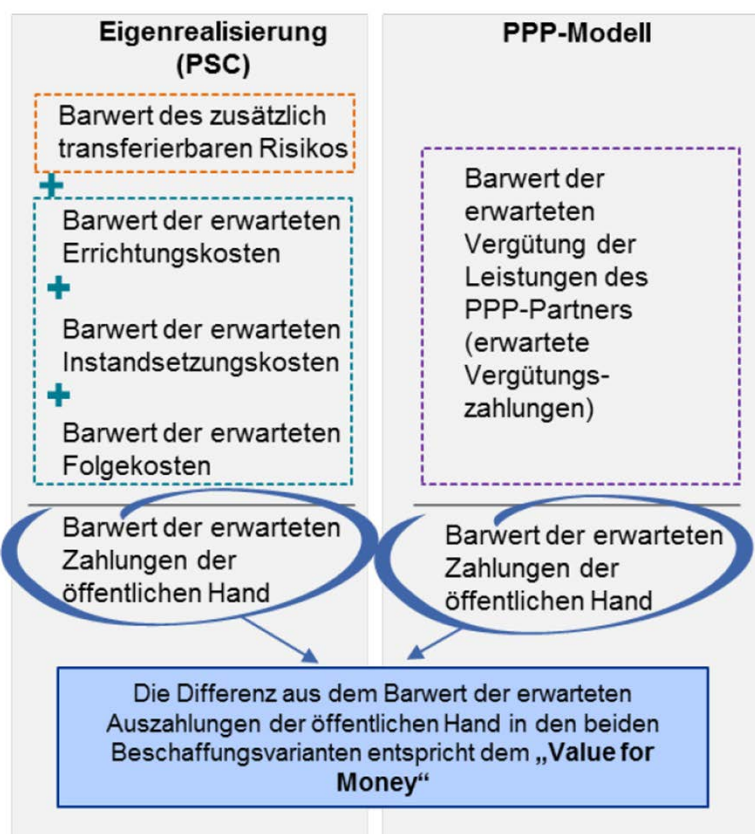 Eigenrealisierung
(PSC)
Barwert des zusätzlich
transferierbaren Risikos
+
Barwert der erwarteten
Errichtungskosten
+
Barwert der erwarteten
Instandsetzungskosten
+
Barwert der erwarteten
Folgekosten
Barwert der erwarteten
Zahlungen der
öffentlichen Hand
PPP-Modell
Barwert der
erwarteten
Vergütung der
Leistungen des
PPP-Partners
(erwartete
Vergütungs-
zahlungen)
Barwert der erwarteten
Zahlungen der
öffentlichen Hand
Die Differenz aus dem Barwert der erwarteten
Auszahlungen der öffentlichen Hand in den beiden
Beschaffungsvarianten entspricht dem „Value for
Money“